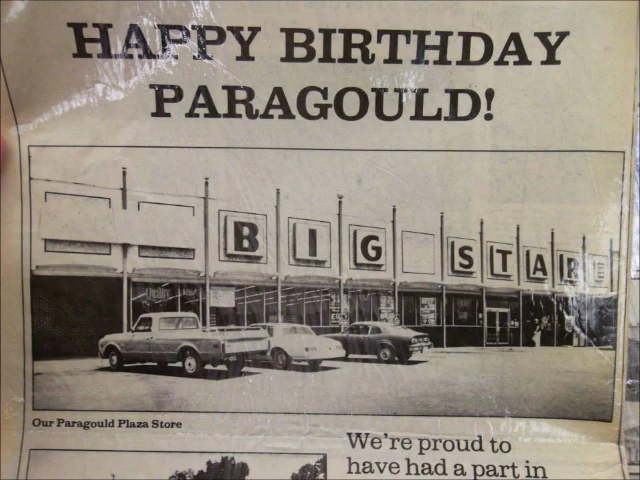 HAPPY BIRTHDAY
PARAGOULD!
BIG STAR
Our Paragould Plaza Store
We're proud to
have had a part in